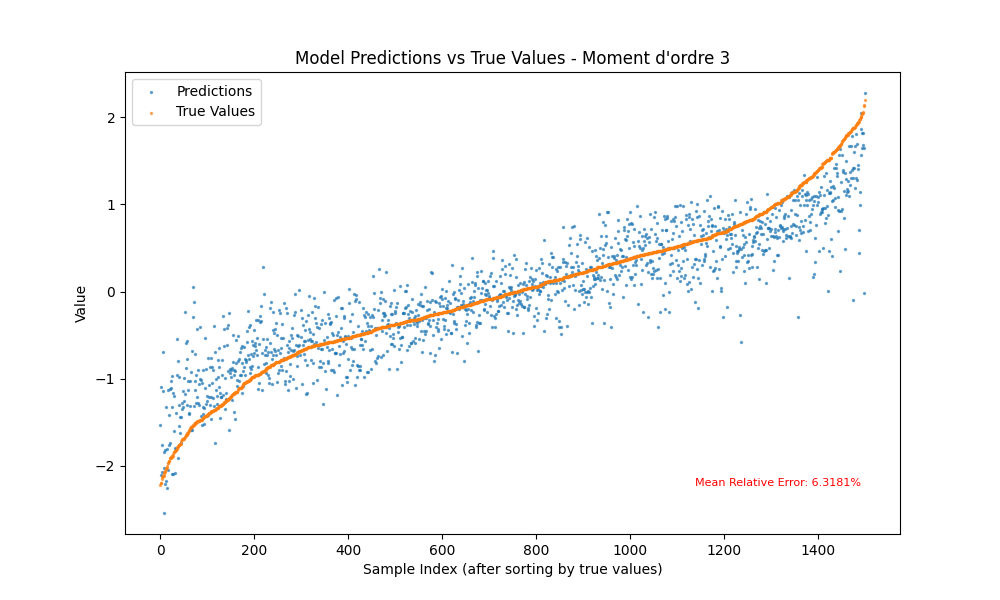 Model Predictions vs True Values - Moment d'ordre 3
Predictions
True Values
Value
2
1
0
−1
−2
Mean Relative Error: 6.3181%
0 200 400 600 800 1000 1200 1400
Sample Index (after sorting by true values)